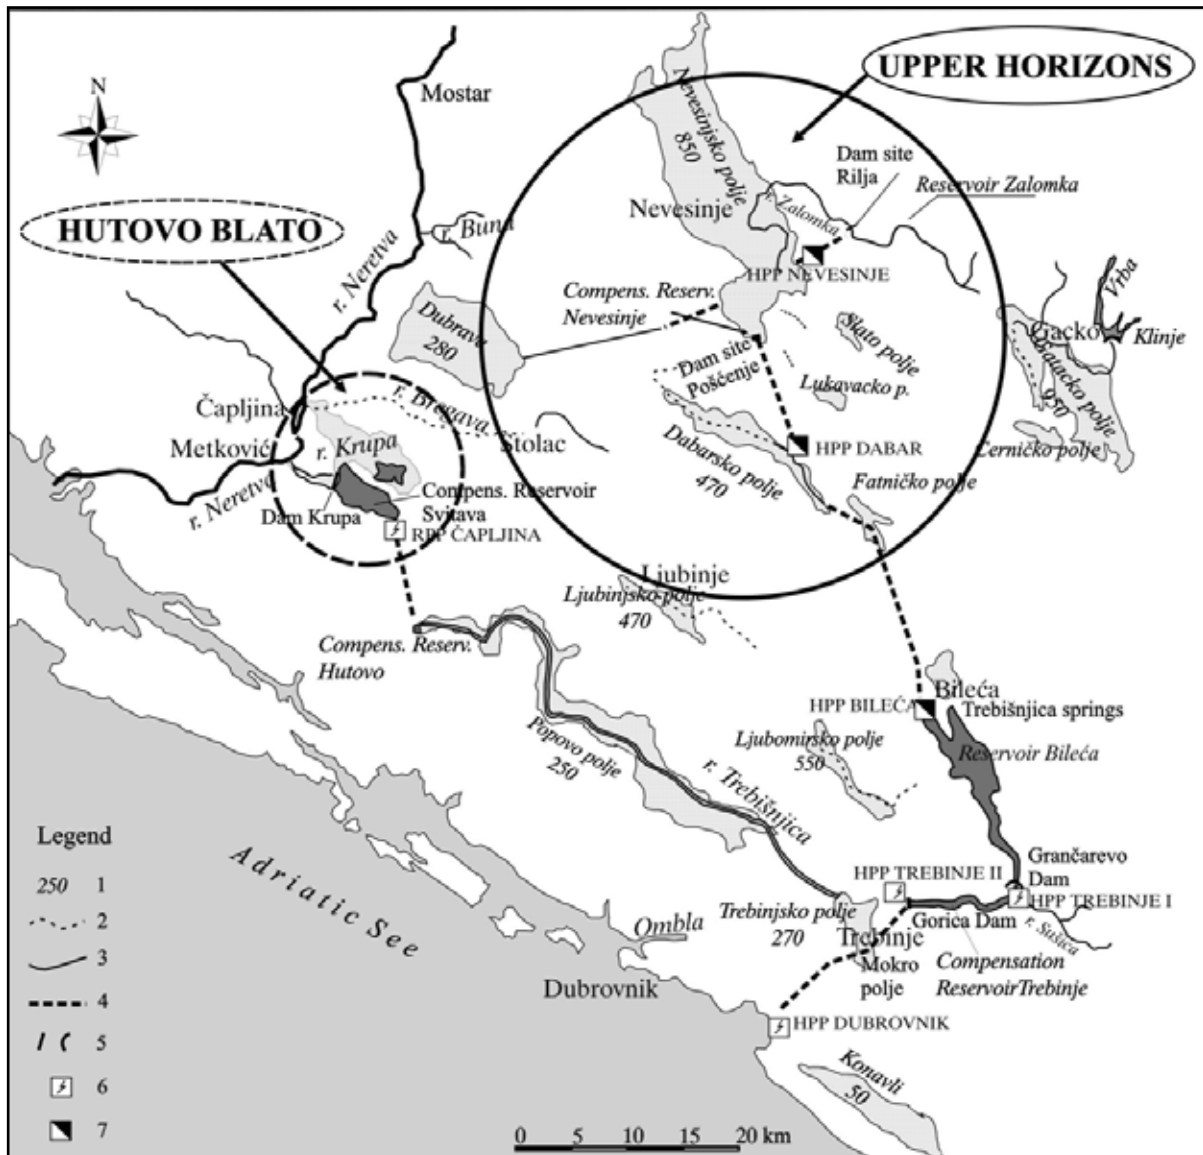 UPPER HORIZONS
Mostar
N
Nevesinjsko polje
850
Dam site
Rilja
Reservoir Zalomka
HUTOVO BLATO
r. Buna
Nevesinje
r. Zalomka
r. Neretva
HPP NEVESINJE
Vrba
Compens. Reserv.
Nevesinje
Dubrave
280
Slato polje
Gacko
Klinje
Gatacko polje
950
Dam site
Pošćenje
Lukavacko p.
Čapljina
r. Bregava
Stolac
Metković
r. Krupa
Dabarsko polje
470
HPP DABAR
Černičko polje
Fatničko polje
r. Neretva
Dam Krupa
Compens. Reservoir
Svitava
RPP ČAPLJINA
Ljubinje
Ljubinjsko polje
470
Compens. Reserv.
Hutovo
HPP BILEĆA
Bileća
Trebišnjica springs
Popovo polje
250
Ljubomirsko polje
550
Reservoir Bileća
r. Trebišnjica
Legend
Adriatic See
250 1
2
3
4
5
6
7
HPP TREBINJE II
Grančarevo
Dam
HPP TREBINJE I
Trebinjsko polje
270
Gorica Dam
r. Sušica
Ombla
Trebinje
Mokro
polje
Compensation
ReservoirTrebinje
Dubrovnik
HPP DUBROVNIK
Konavli
50
0 5 10 15 20 km